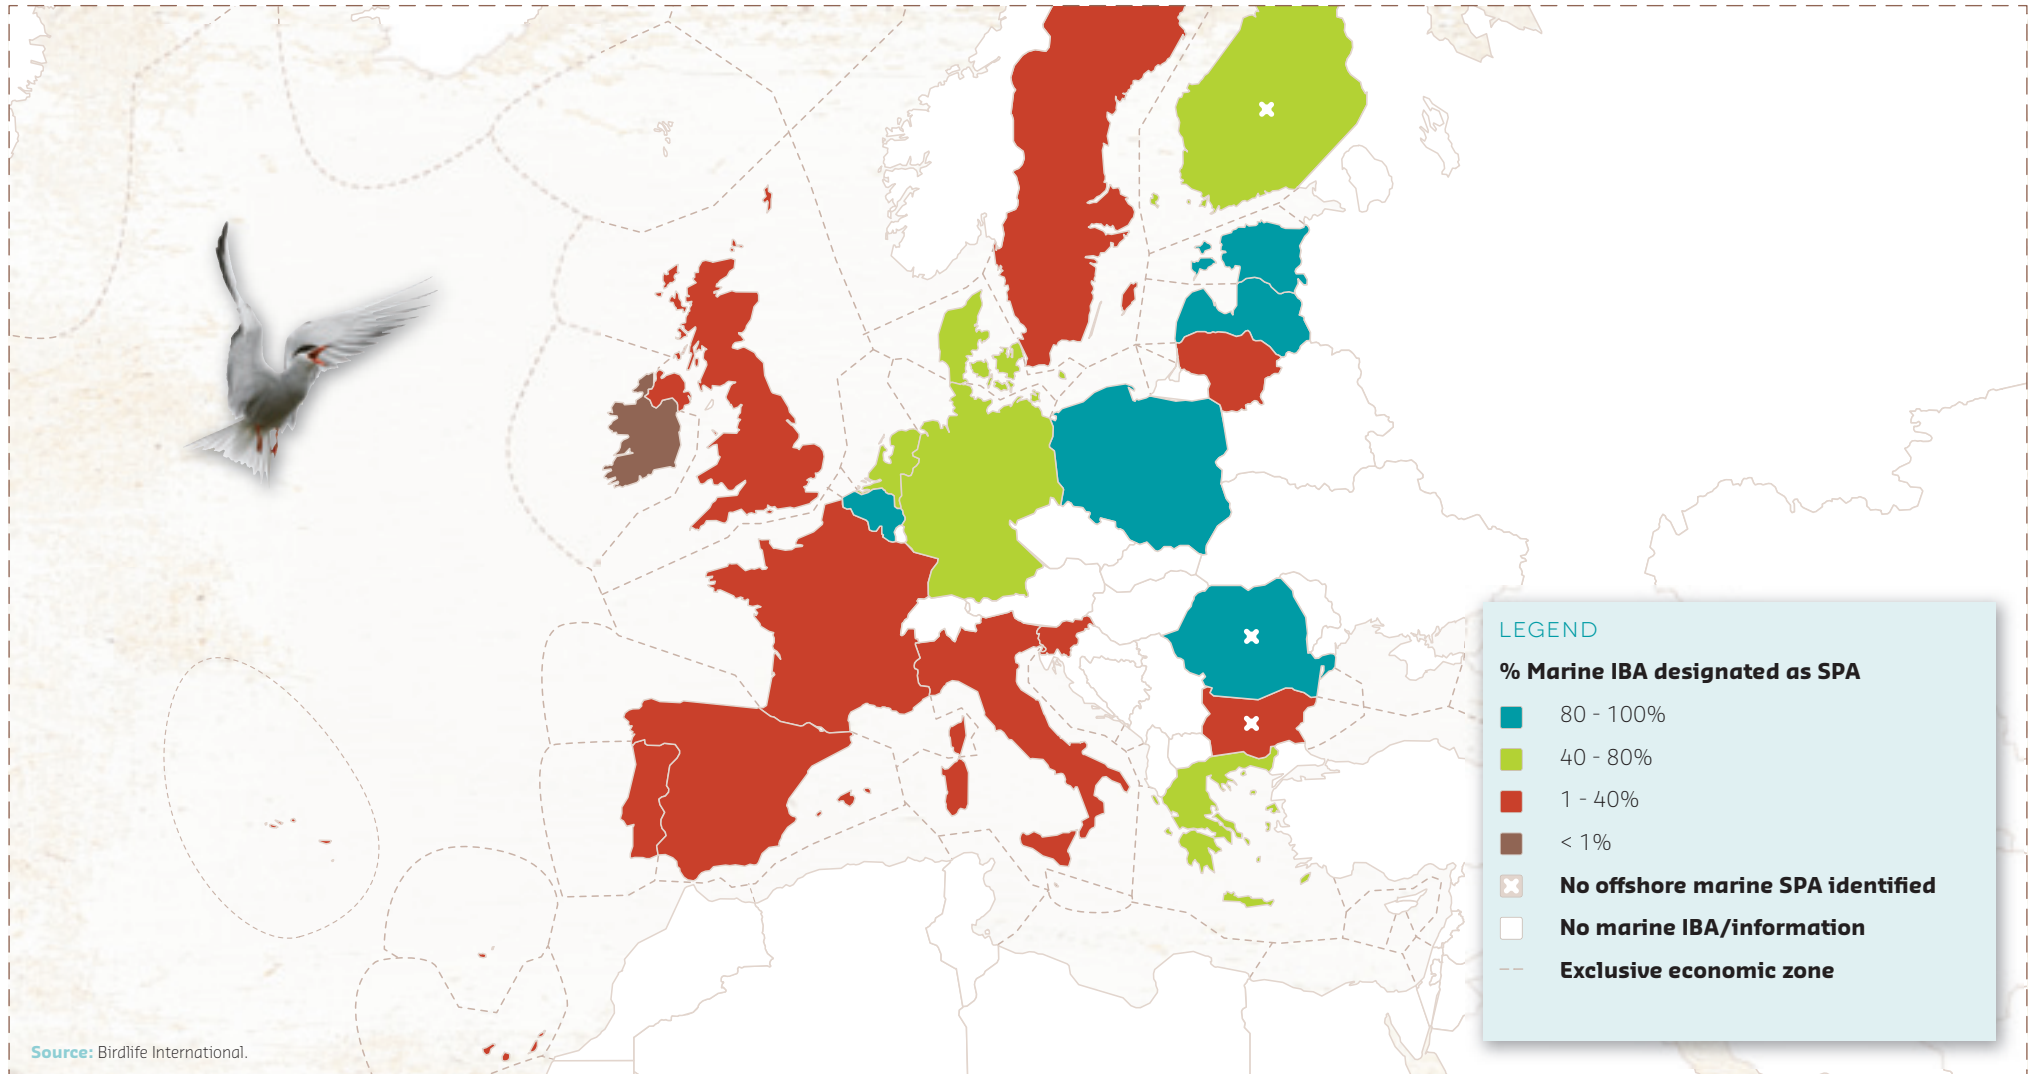 LEGEND
% Marine IBA designated as SPA
80 - 100%
40 - 80%
1 - 40%
< 1%
No offshore marine SPA identified
No marine IBA/information
Exclusive economic zone
Source: Birdlife International.